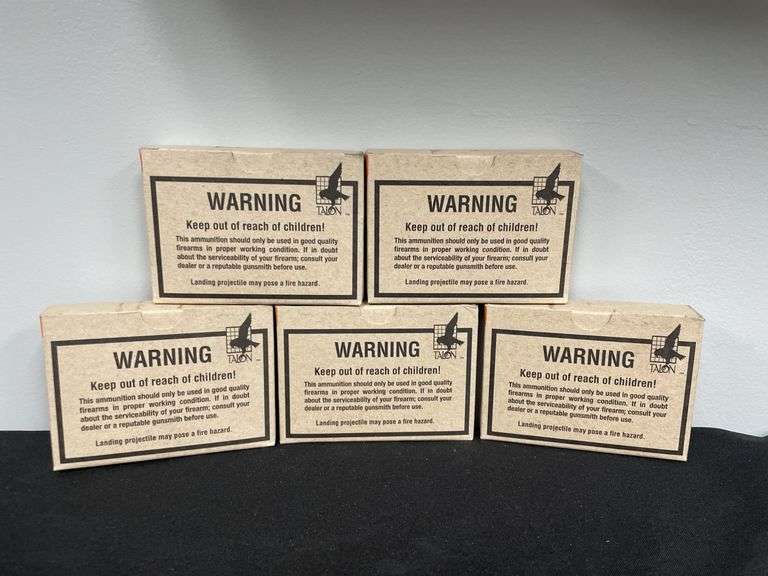 WARNING
TALON
Keep out of reach of children!
This ammunition should only be used in good quality
firearms in proper working condition. If in doubt
about the serviceability of your firearm; consult your
dealer or a reputable gunsmith before use.
Landing projectile may pose a fire hazard.
WARNING
TALON
Keep out of reach of children!
This ammunition should only be used in good quality
firearms in proper working condition. If in doubt
about the serviceability of your firearm; consult your
dealer or a reputable gunsmith before use.
Landing projectile may pose a fire hazard.
WARNING
TALON
Keep out of reach of children!
This ammunition should only be used in good quality
firearms in proper working condition. If in doubt
about the serviceability of your firearm; consult your
dealer or a reputable gunsmith before use.
Landing projectile may pose a fire hazard.
WARNING
TALON
Keep out of reach of children!
This ammunition should only be used in good quality
firearms in proper working condition. If in doubt
about the serviceability of your firearm; consult your
dealer or a reputable gunsmith before use.
Landing projectile may pose a fire hazard.
WARNING
TALON
Keep out of reach of children!
This ammunition should only be used in good quality
firearms in proper working condition. If in doubt
about the serviceability of your firearm; consult your
dealer or a reputable gunsmith before use.
Landing projectile may pose a fire hazard.